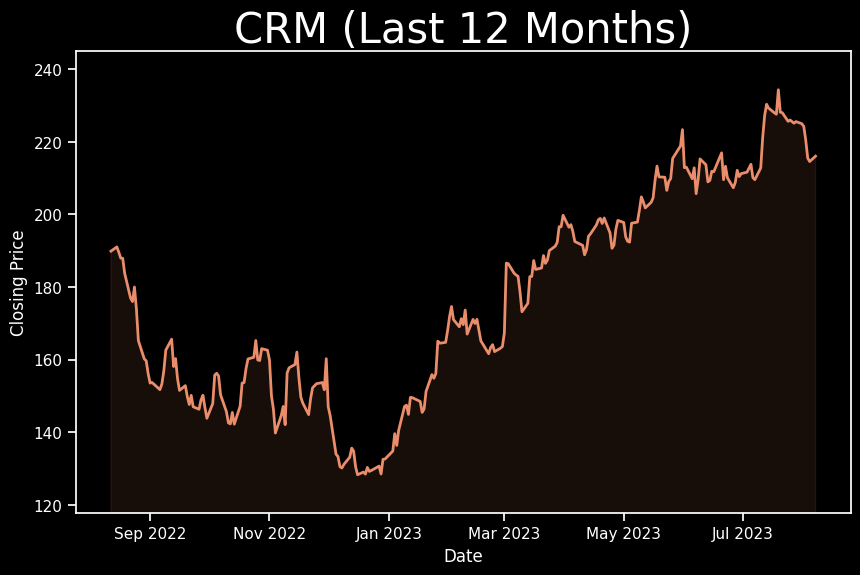 CRM (Last 12 Months)
240
220
200
180
160
140
120
Closing Price
Sep 2022 Nov 2022 Jan 2023 Mar 2023 May 2023 Jul 2023
Date